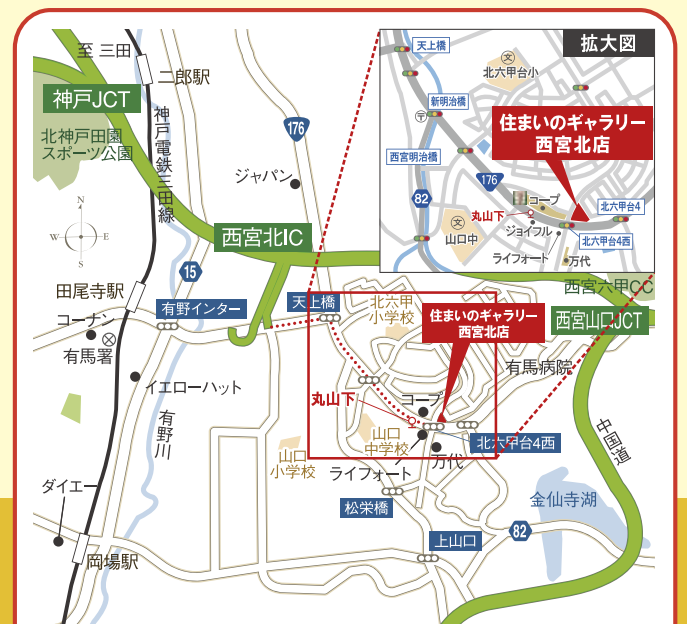 至 三田
二郎駅
神戸JCT
北神戸田園
スポーツ公園
神戸電鉄三田線
176
ジャパン
N
W
E
S
西宮北IC
15
田尾寺駅
コーナン
有馬署
有野インター
天上橋
北六甲
小学校
住まいのギャラリー
西宮北店
西宮六甲CC
西宮山口JCT
有馬病院
イエローハット
有野川
丸山下
コープ
山口
中学校
山口
小学校
ライフォート
万代
北六甲台4西
中国道
ダイエー
松栄橋
金仙寺湖
82
岡場駅
上山口
拡大図
天上橋
文
北六甲台小
新明治橋
〒
住まいのギャラリー
西宮北店
西宮明治橋
176
82
コープ
丸山下
北六甲台4
ジョイフル
文
山口中
北六甲台4西
ライフォート
万代